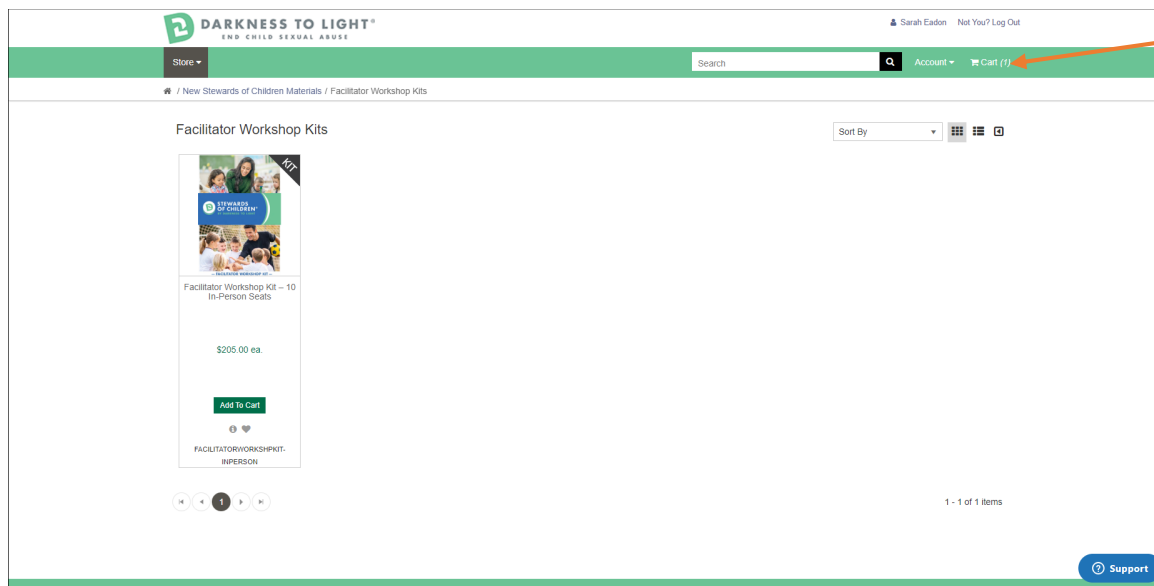 DARKNESS TO LIGHT®
END CHILD SEXUAL ABUSE
Sarah Eadon Not You? Log Out
Store
Search
Account
Cart (1)
/ New Stewards of Children Materials / Facilitator Workshop Kits
Facilitator Workshop Kits
Sort By
KIT
STEWARDS
OF CHILDREN®
– FACILITATOR WORKSHOP KIT –
Facilitator Workshop Kit – 10
In-Person Seats
$205.00 ea.
Add To Cart
FACILITATORWORKSHPKIT-
INPERSON
1
1 - 1 of 1 items
Support